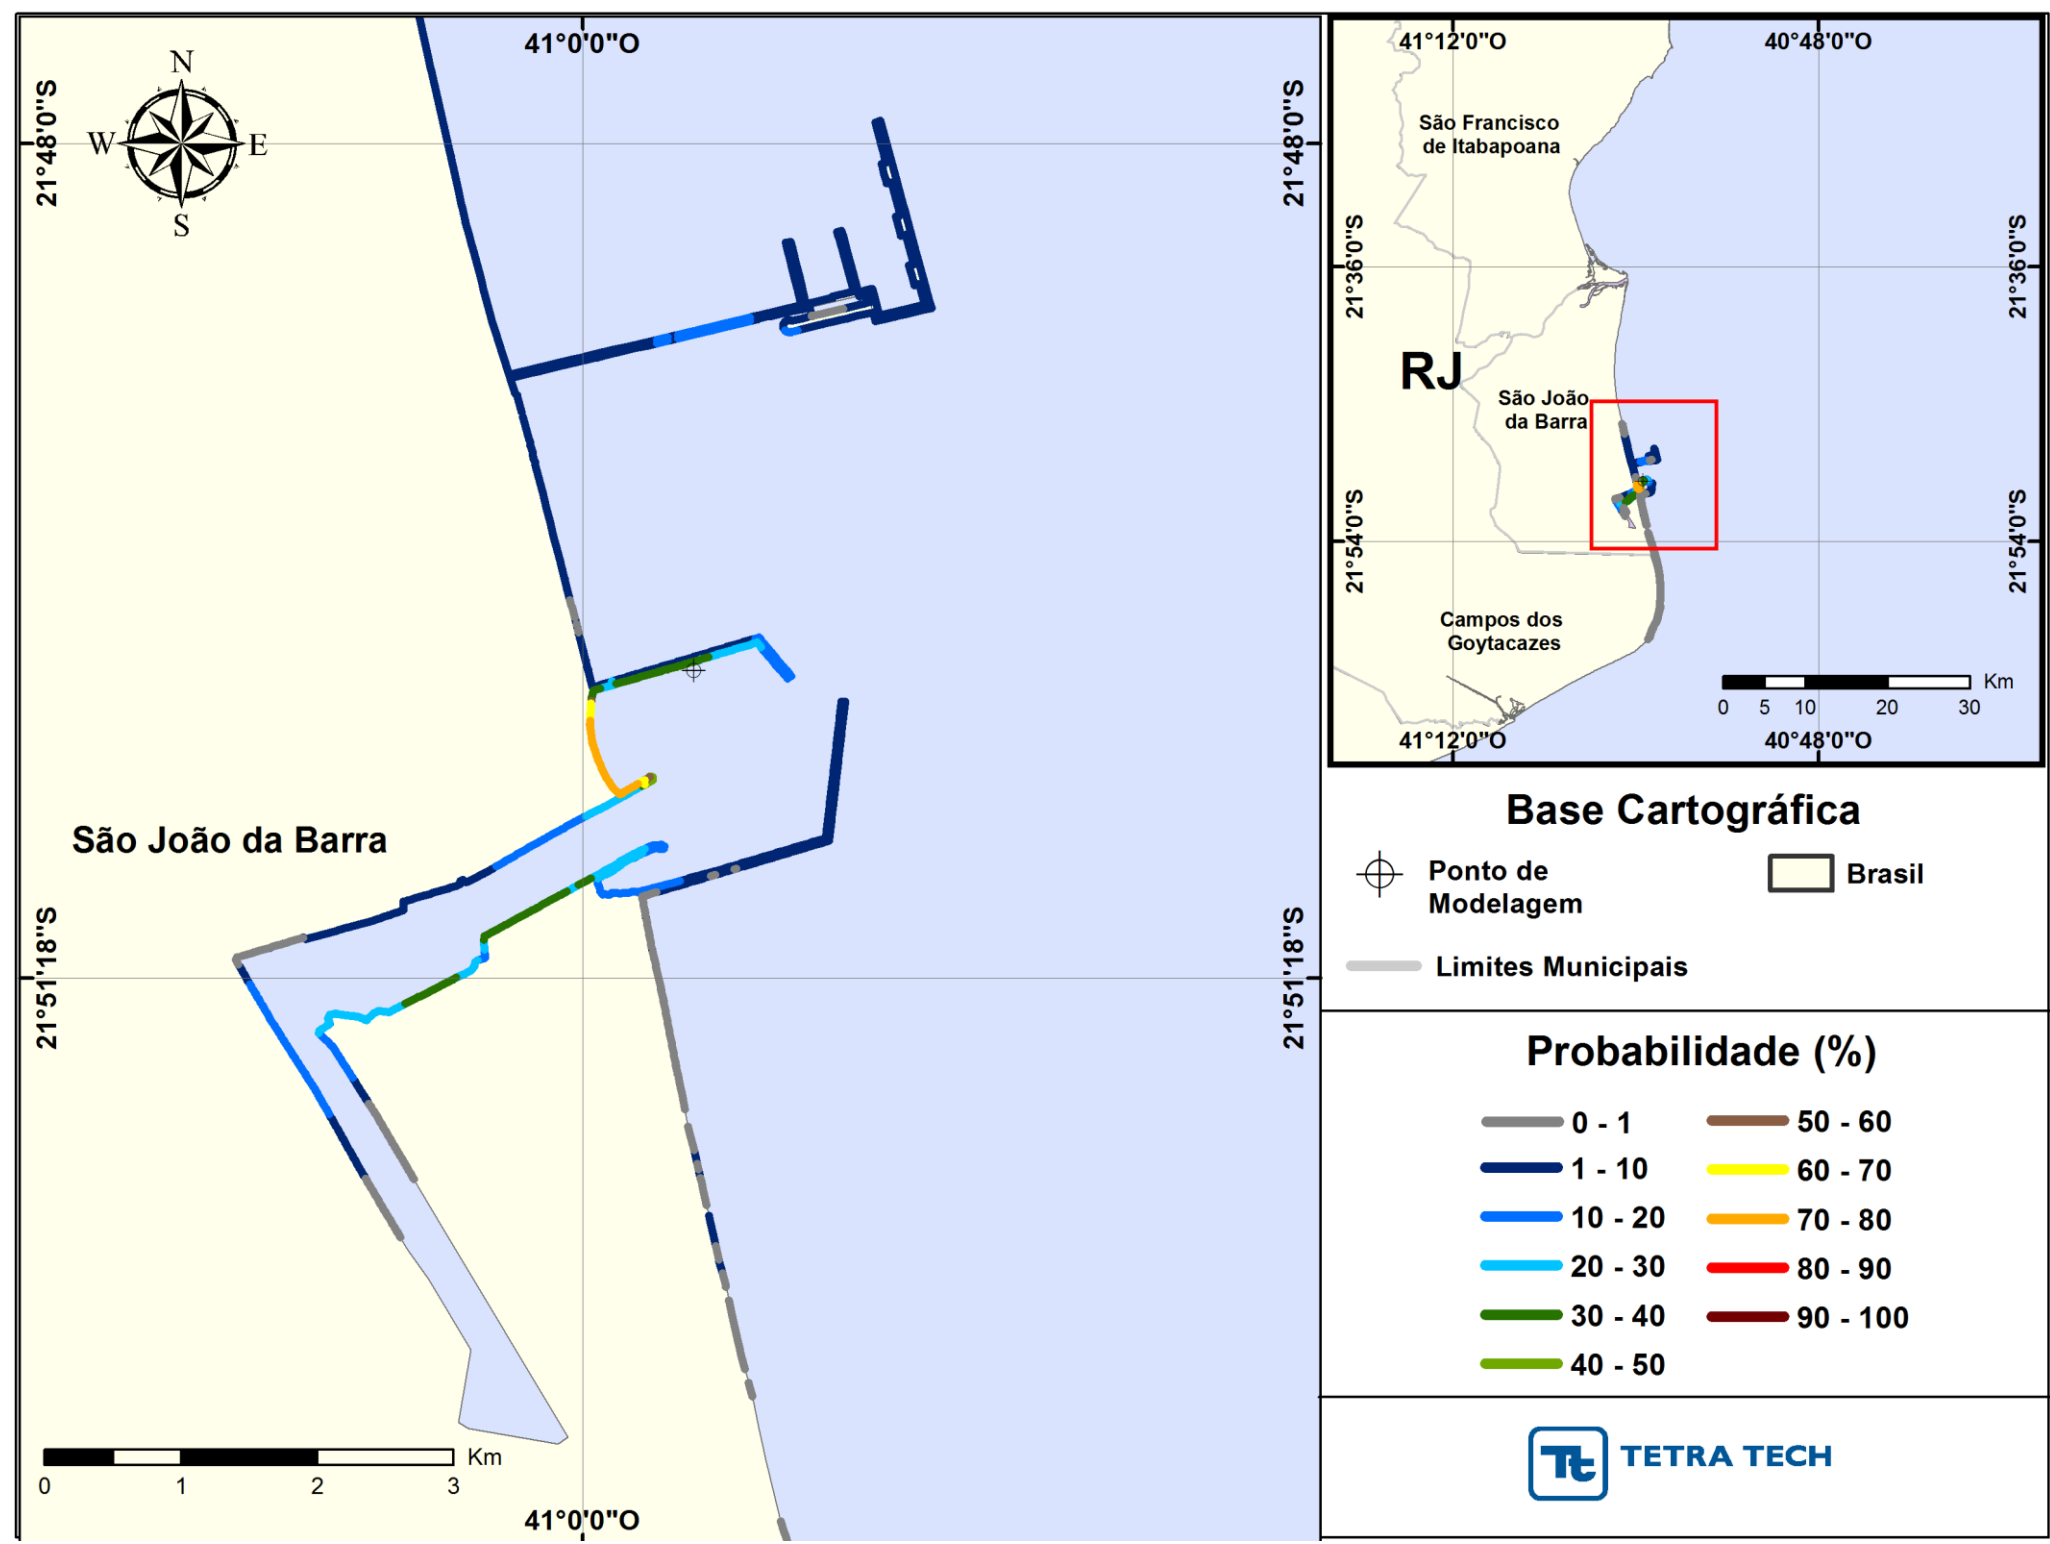 41°0'0"O
21°48'0"S
21°48'0"S
N
W
E
S
São João da Barra
21°51'18"S
21°51'18"S
Km
0
1
2
3
41°0'0"O
41°12'0"O
40°48'0"O
São Francisco
de Itabapoana
21°36'0"S
21°36'0"S
RJ
São João
da Barra
21°54'0"S
21°54'0"S
Campos dos
Goytacazes
Km
0
5
10
20
30
41°12'0"O
40°48'0"O
Base Cartográfica
Ponto de
Modelagem
Brasil
Limites Municipais
Probabilidade (%)
0 - 1
1 - 10
10 - 20
20 - 30
30 - 40
40 - 50
50 - 60
60 - 70
70 - 80
80 - 90
90 - 100
Tt
TETRA TECH